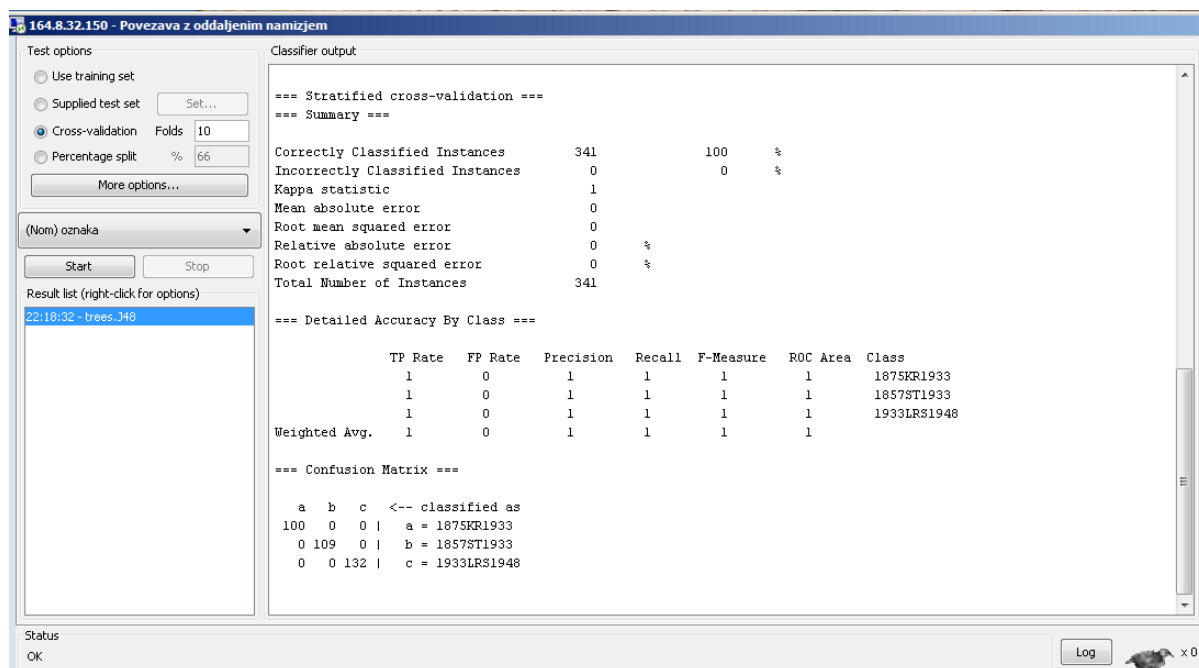 164.8.32.150 - Povezava z oddaljenim namizjem
Test options
Use training set
Supplied test set Set...
Cross-validation Folds 10
Percentage split % 66
More options...
(Nom) oznaka
Start Stop
Result list (right-click for options)
22:18:32 - trees.J48
Classifier output
=== Stratified cross-validation ===
=== Summary ===
Correctly Classified Instances 341 100 %
Incorrectly Classified Instances 0 0 %
Kappa statistic 1
Mean absolute error 0
Root mean squared error 0
Relative absolute error 0 %
Root relative squared error 0 %
Total Number of Instances 341
=== Detailed Accuracy By Class ===
TP Rate FP Rate Precision Recall F-Measure ROC Area Class
1 0 1 1 1 1 1875KR1933
1 0 1 1 1 1 1857ST1933
1 0 1 1 1 1 1933LRS1948
Weighted Avg. 1 0 1 1 1 1
=== Confusion Matrix ===
a b c <-- classified as
100 0 0 | a = 1875KR1933
0 109 0 | b = 1857ST1933
0 0 132 | c = 1933LRS1948
Status
OK
Log x 0